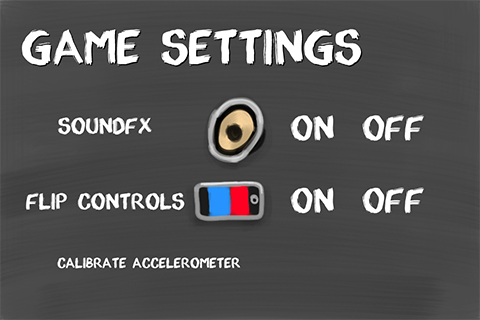 GAME SETTINGS
SOUNDFX ON OFF
FLIP CONTROLS ON OFF
CALIBRATE ACCELEROMETER